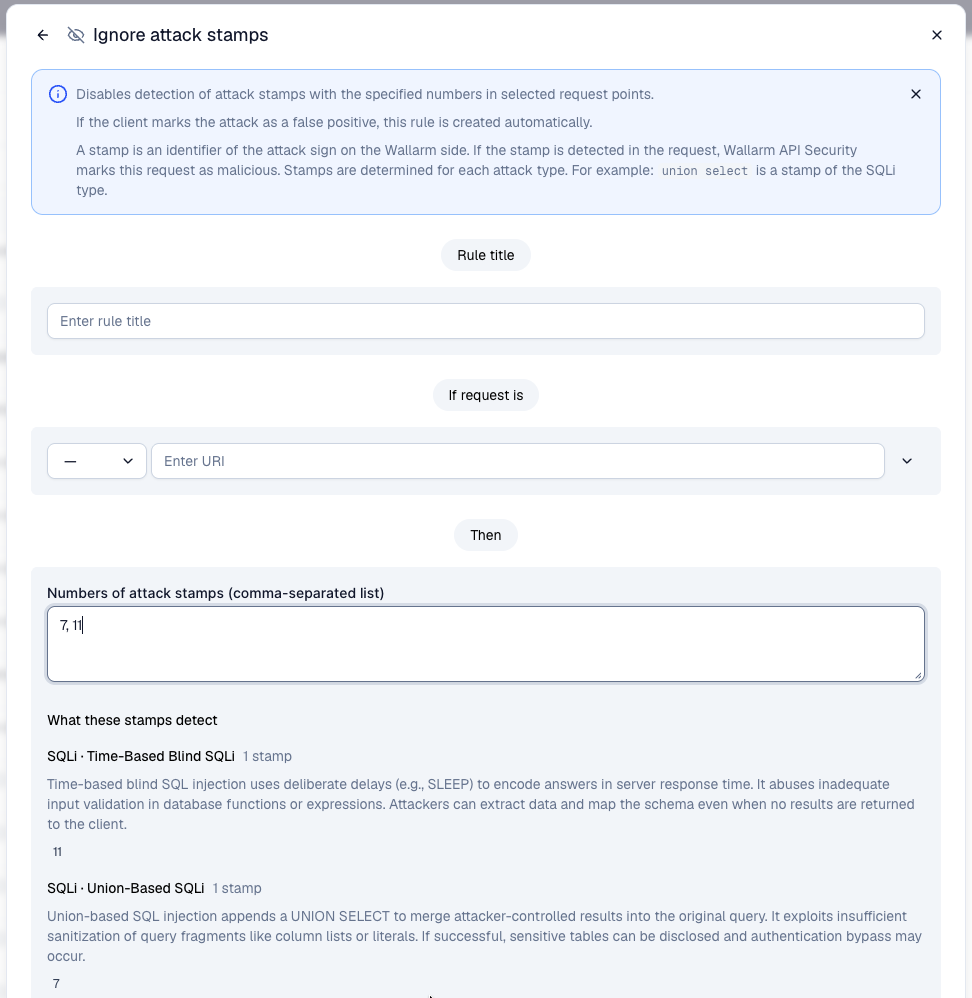 Ignore attack stamps
Disables detection of attack stamps with the specified numbers in selected request points.
If the client marks the attack as a false positive, this rule is created automatically.
A stamp is an identifier of the attack sign on the Wallarm side. If the stamp is detected in the request, Wallarm API Security
marks this request as malicious. Stamps are determined for each attack type. For example: union select is a stamp of the SQLi
type.
Rule title
Enter rule title
If request is
—
Enter URI
Then
Numbers of attack stamps (comma-separated list)
7, 11
What these stamps detect
SQLi · Time-Based Blind SQLi 1 stamp
Time-based blind SQL injection uses deliberate delays (e.g., SLEEP) to encode answers in server response time. It abuses inadequate
input validation in database functions or expressions. Attackers can extract data and map the schema even when no results are returned
to the client.
11
SQLi · Union-Based SQLi 1 stamp
Union-based SQL injection appends a UNION SELECT to merge attacker-controlled results into the original query. It exploits insufficient
sanitization of query fragments like column lists or literals. If successful, sensitive tables can be disclosed and authentication bypass may
occur.
7